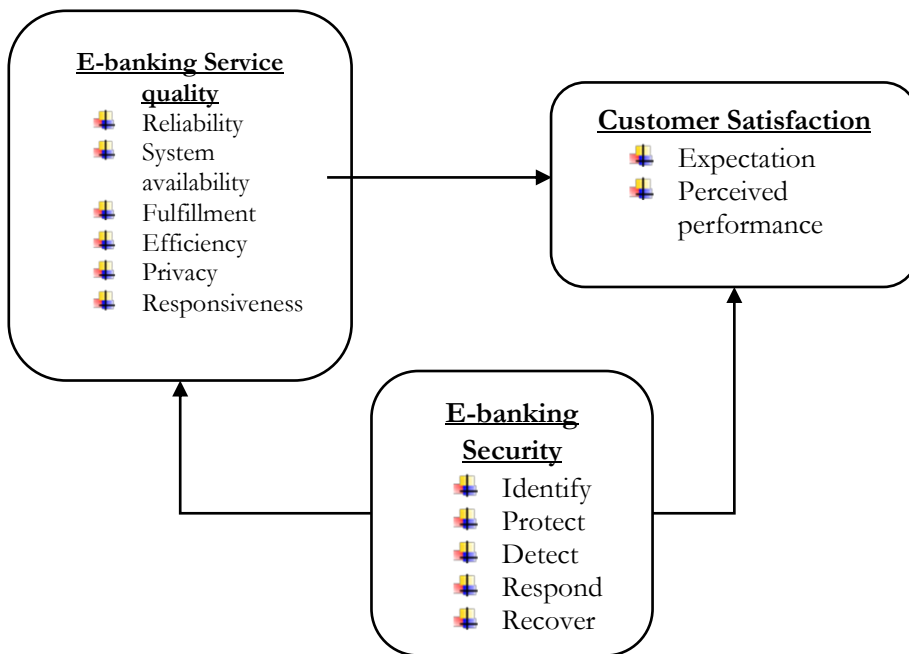 E-banking Service
quality
Reliability
System
availability
Fulfillment
Efficiency
Privacy
Responsiveness
Customer Satisfaction
Expectation
Perceived
performance
E-banking
Security
Identify
Protect
Detect
Respond
Recover